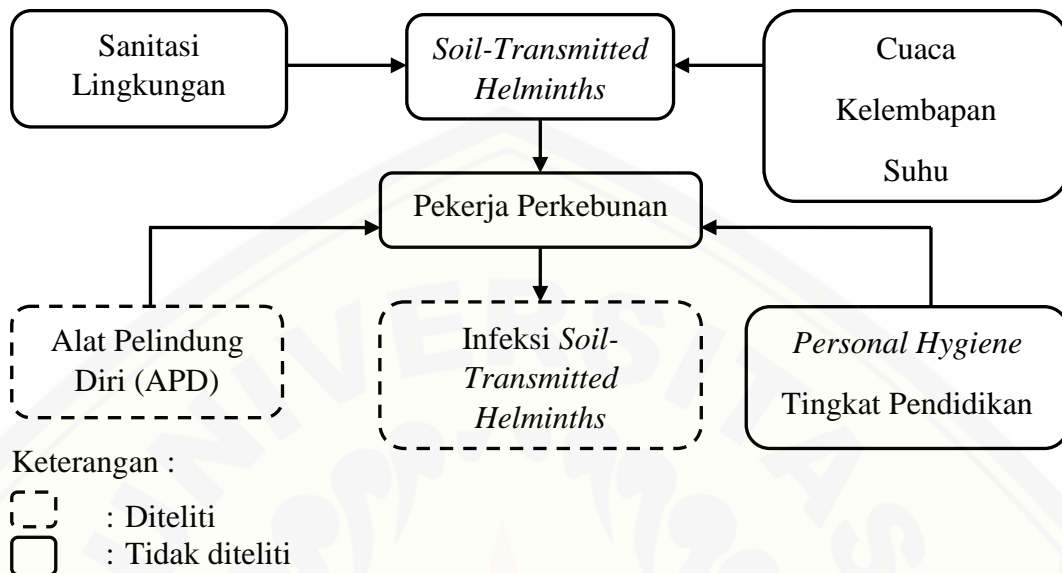 Sanitasi
Lingkungan
Soil-Transmitted
Helminths
Cuaca
Kelembapan
Suhu
Pekerja Perkebunan
Alat Pelindung
Diri (APD)
Infeksi Soil-
Transmitted
Helminths
Personal Hygiene
Tingkat Pendidikan
Keterangan :
: Diteliti
: Tidak diteliti
UNIVERSITAS